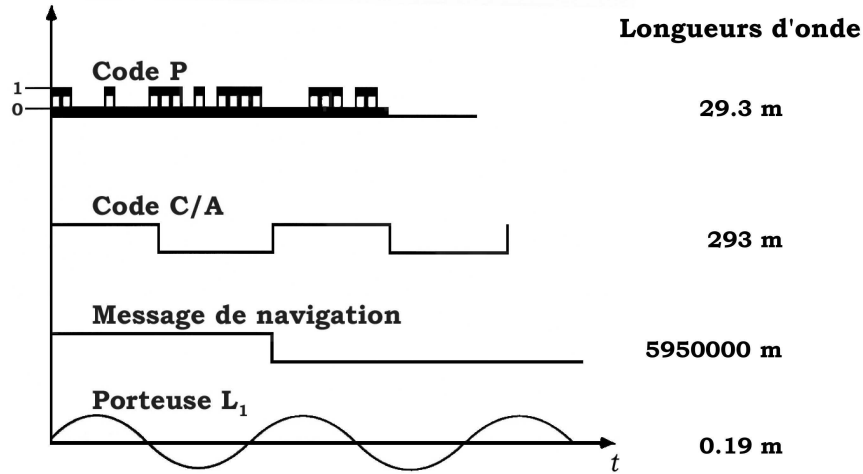 Longueurs d'onde
Code P
1
0
29.3 m
Code C/A
293 m
Message de navigation
5950000 m
Porteuse L₁
0.19 m
t